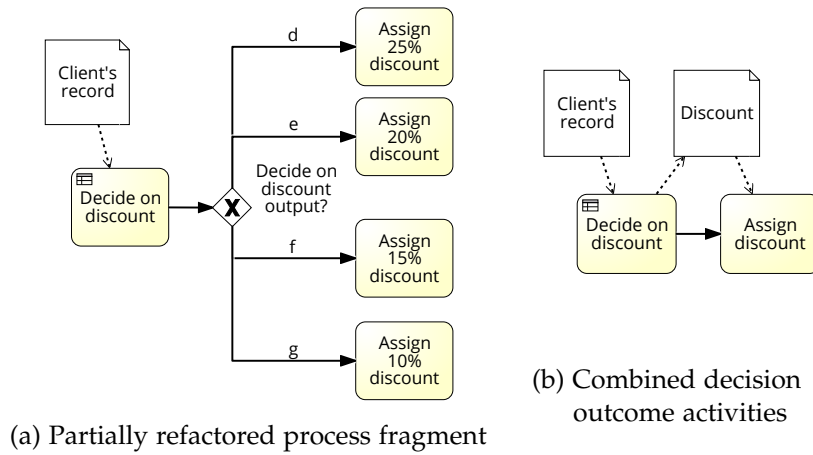 Client's
record
Decide on
discount
X
Decide on
discount
output?
d
Assign
25%
discount
e
Assign
20%
discount
f
Assign
15%
discount
g
Assign
10%
discount
(a) Partially refactored process fragment
Client's
record
Discount
Decide on
discount
Assign
discount
(b) Combined decision
outcome activities